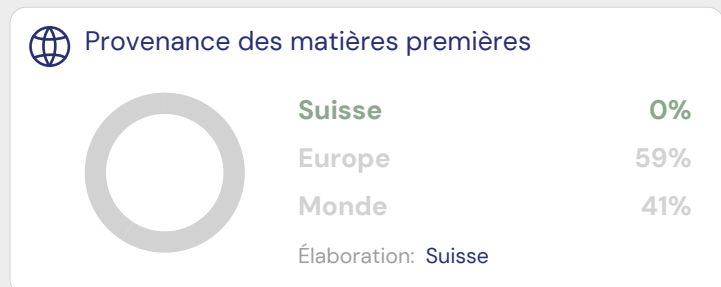 Provenance des matières premières
Suisse 0%
Europe 59%
Monde 41%
Élaboration: Suisse